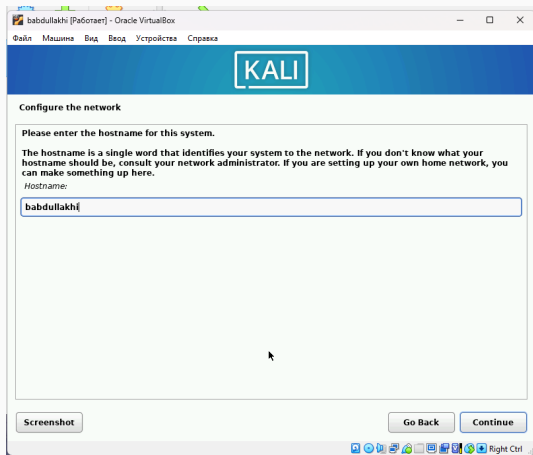 babdullakhi [Работает] - Oracle VirtualBox
Файл Машина Вид Ввод Устройства Справка
KALI
Configure the network
Please enter the hostname for this system.
The hostname is a single word that identifies your system to the network. If you don't know what your
hostname should be, consult your network administrator. If you are setting up your own home network, you
can make something up here.
Hostname:
babdullakhi
Screenshot Go Back Continue
Right Ctrl